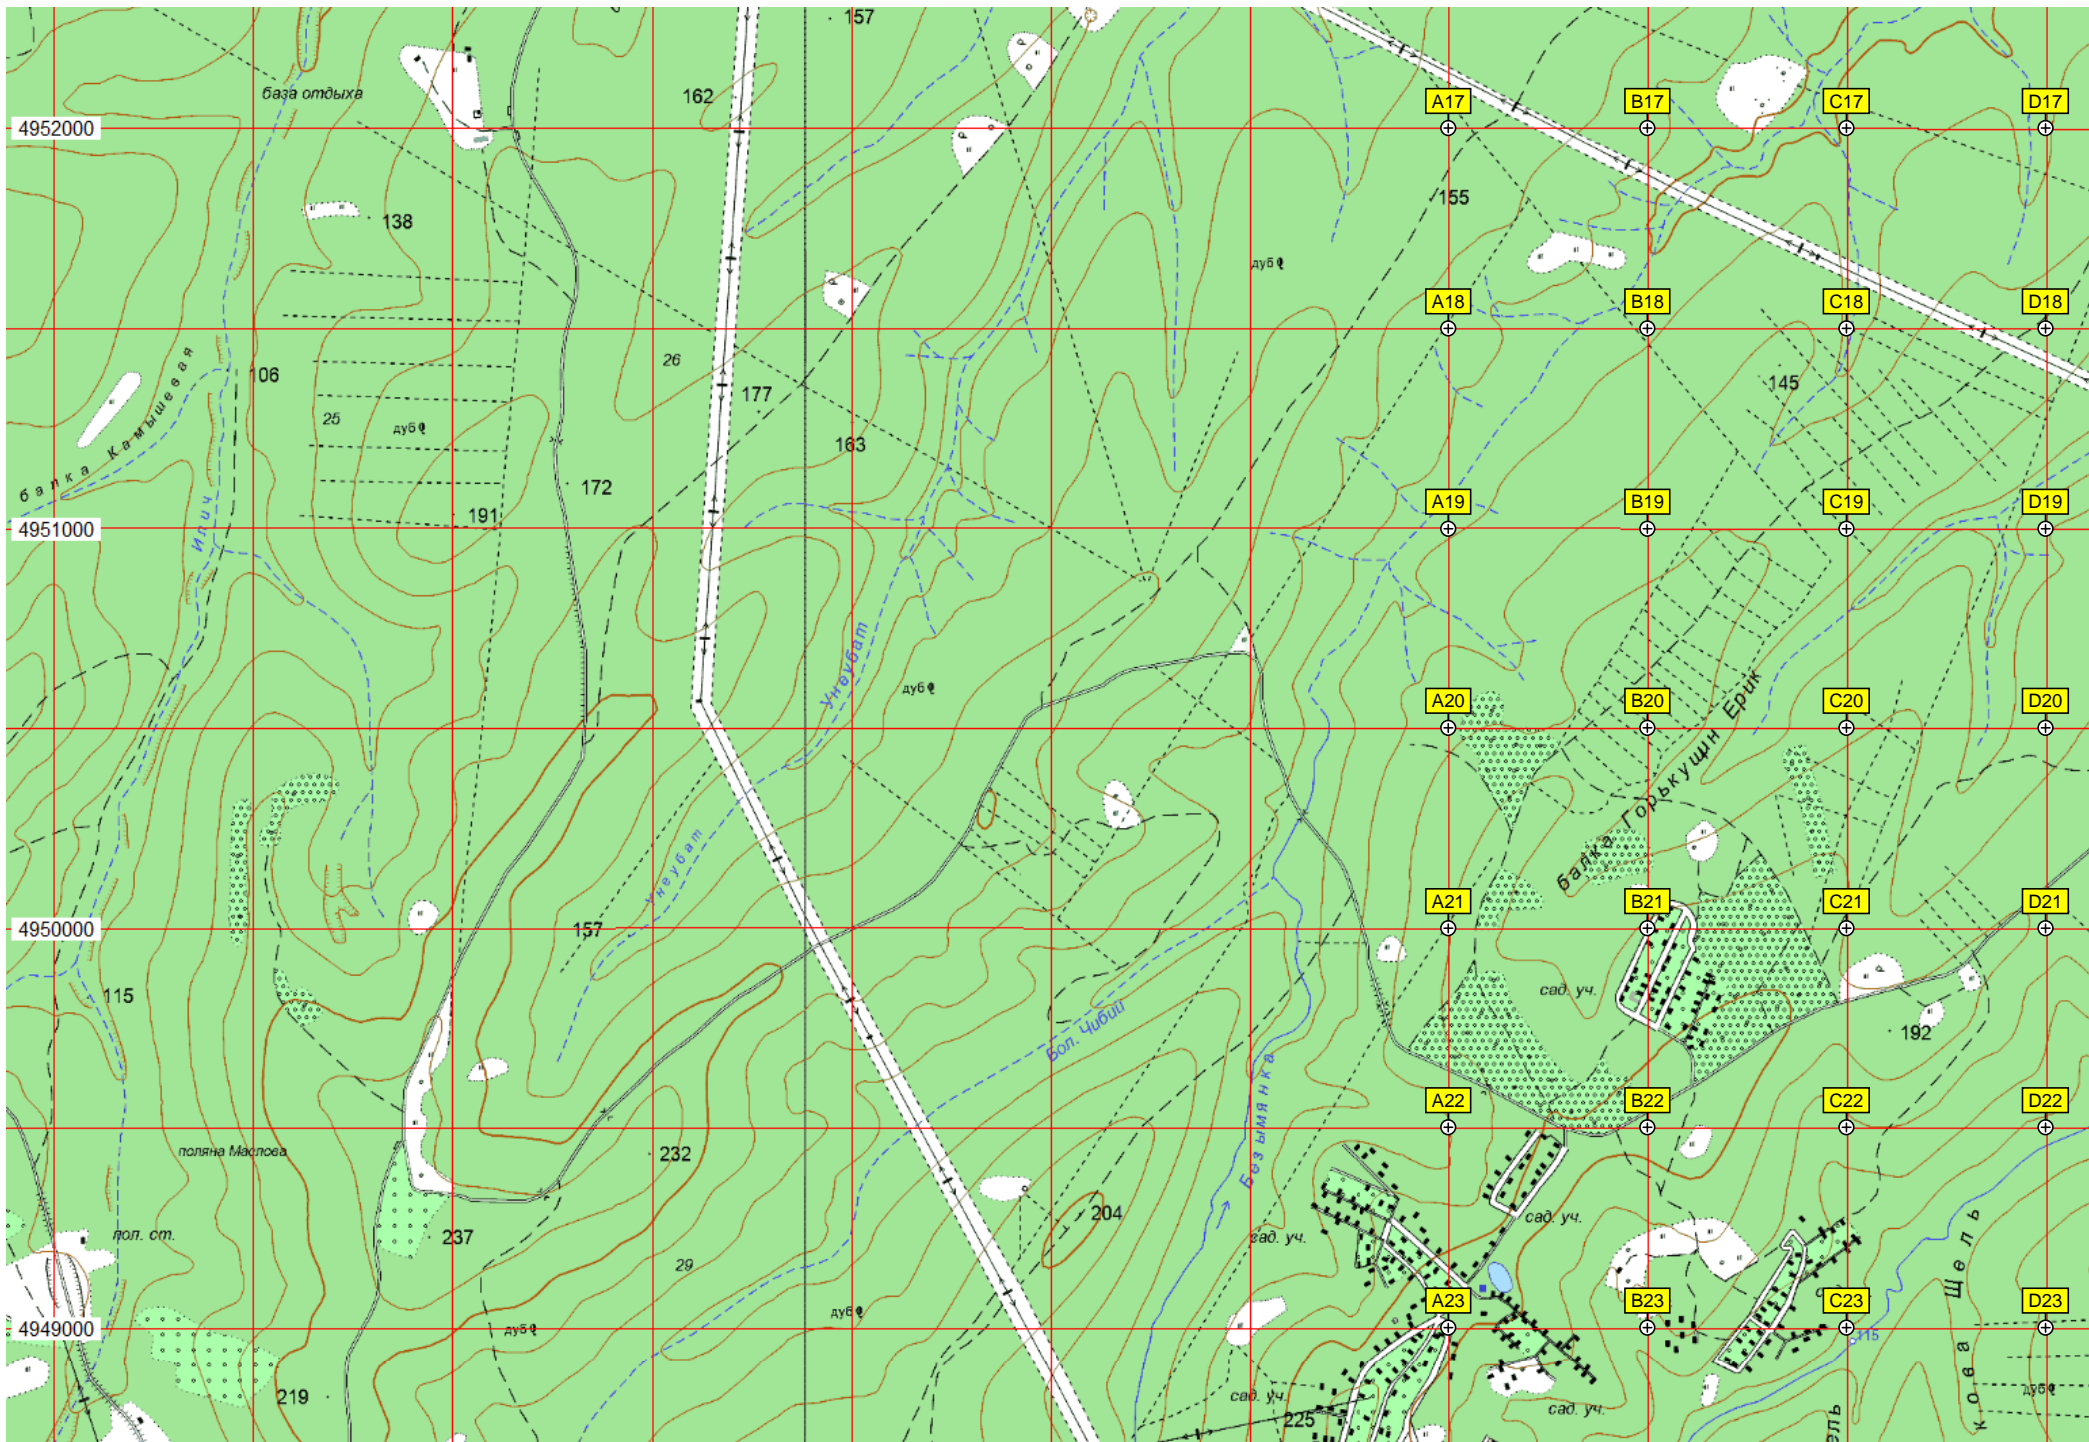 157
база отдыха
162
A17
B17
C17
D17
4952000
138
155
дуб
A18
B18
C18
D18
26
106
177
145
балка Камышевая
25
дуб
163
172
191
A19
B19
C19
D19
4951000
Илич
Унеубат
дуб
A20
B20
C20
D20
балка Горькушн Ерик
Унеубат
157
A21
B21
C21
D21
4950000
115
сад. уч.
192
Бол. Чибий
Безымянка
A22
B22
C22
D22
поляна Маслова
232
204
сад. уч.
пол. ст.
237
сад. уч.
29
Щель
A23
B23
C23
D23
4949000
дуб
дуб
115
кова
219
сад. уч.
225
сад. уч.
дуб
ель